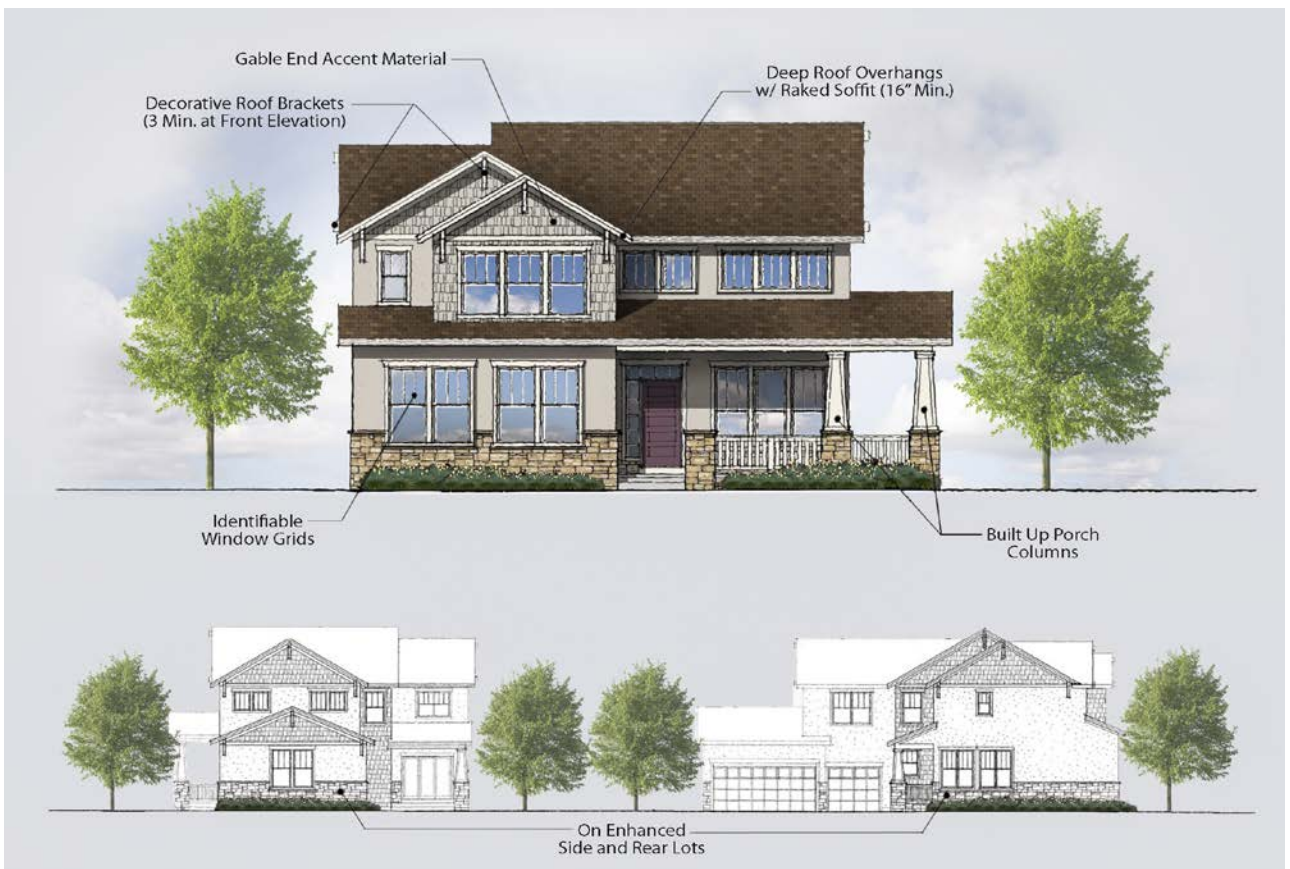 Gable End Accent Material
Deep Roof Overhangs
w/ Raked Soffit (16” Min.)
Decorative Roof Brackets
(3 Min. at Front Elevation)
Identifiable
Window Grids
Built Up Porch
Columns
On Enhanced
Side and Rear Lots